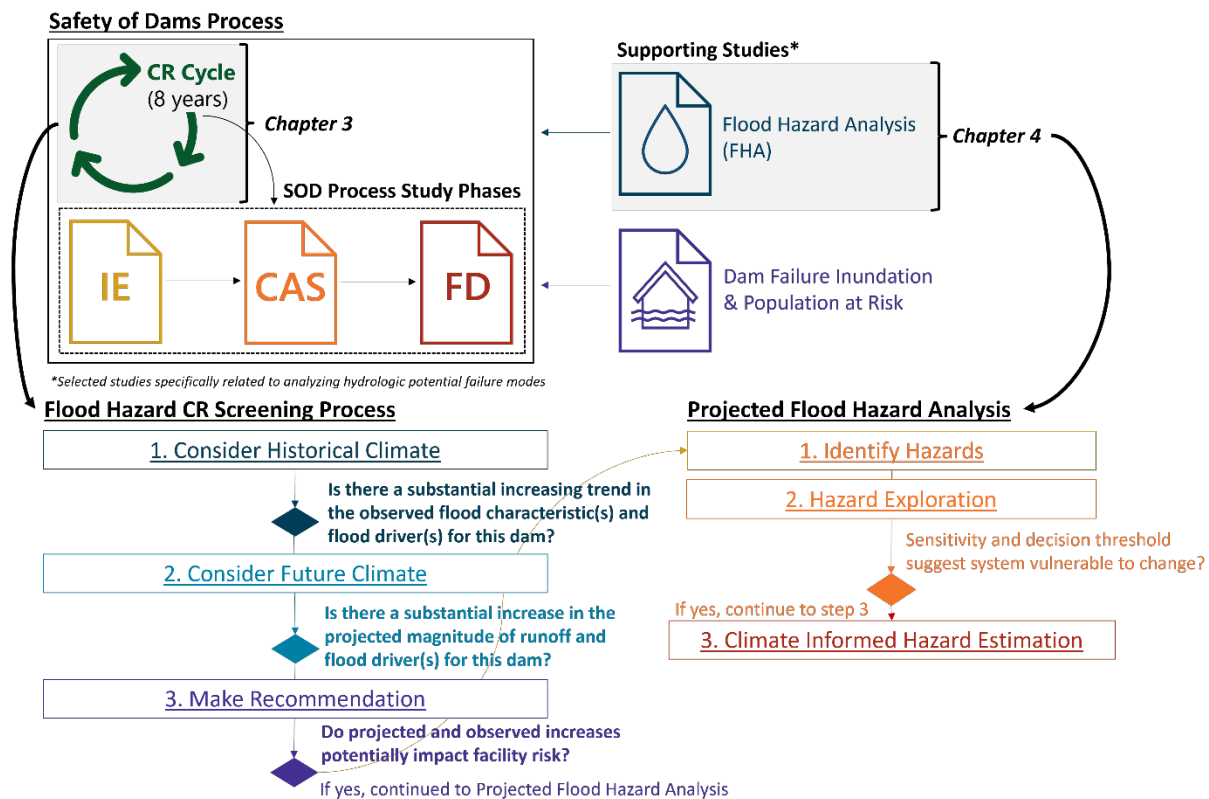 Safety of Dams Process
CR Cycle
(8 years)
Chapter 3
SOD Process Study Phases
IE
CAS
FD
Supporting Studies*
Flood Hazard Analysis
(FHA)
Chapter 4
Dam Failure Inundation
& Population at Risk
*Selected studies specifically related to analyzing hydrologic potential failure modes
Flood Hazard CR Screening Process
1. Consider Historical Climate
Is there a substantial increasing trend in
the observed flood characteristic(s) and
flood driver(s) for this dam?
2. Consider Future Climate
Is there a substantial increase in the
projected magnitude of runoff and
flood driver(s) for this dam?
3. Make Recommendation
Do projected and observed increases
potentially impact facility risk?
If yes, continued to Projected Flood Hazard Analysis
Projected Flood Hazard Analysis
1. Identify Hazards
2. Hazard Exploration
Sensitivity and decision threshold
suggest system vulnerable to change?
If yes, continue to step 3
3. Climate Informed Hazard Estimation